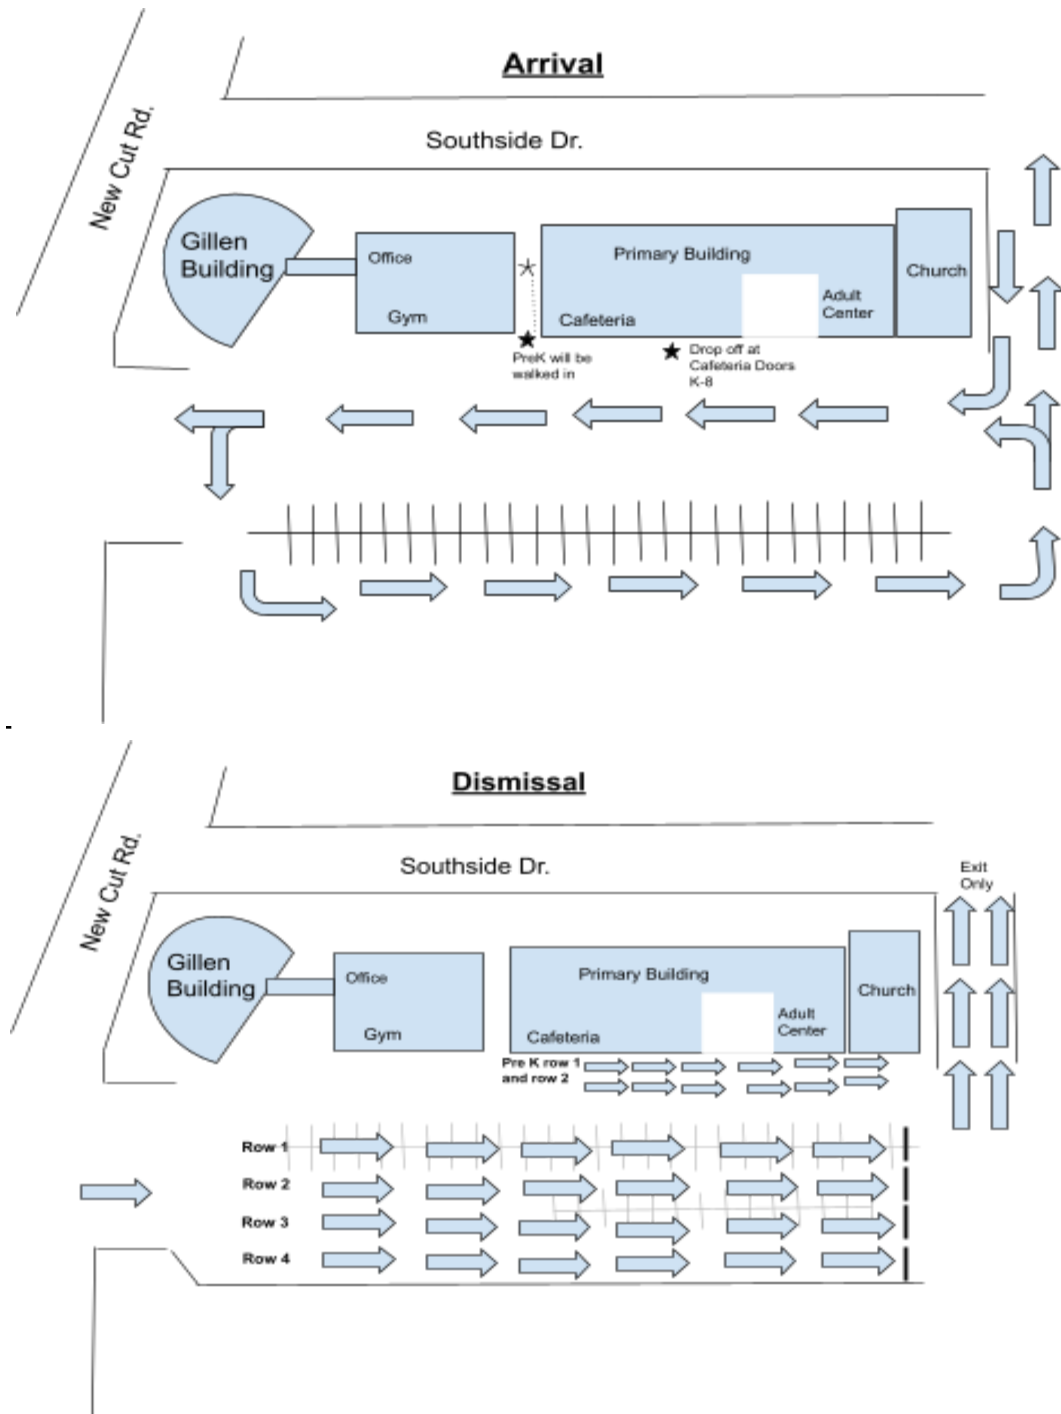 Arrival
New Cut Rd.
Southside Dr.
Gillen
Building
Office
Gym
Primary Building
Cafeteria
Adult
Center
Church
PreK will be
walked in
Drop off at
Cafeteria Doors
K-8
Dismissal
New Cut Rd.
Southside Dr.
Exit
Only
Gillen
Building
Office
Gym
Primary Building
Cafeteria
Adult
Center
Church
Pre K row 1
and row 2
Row 1
Row 2
Row 3
Row 4